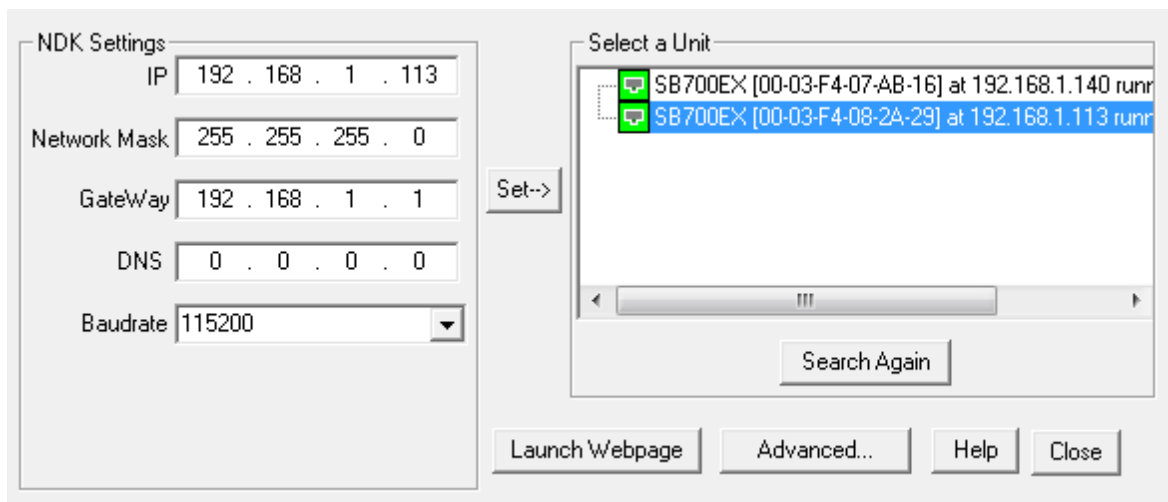 NDK Settings
IP 192 . 168 . 1 . 113
Network Mask 255 . 255 . 255 . 0
GateWay 192 . 168 . 1 . 1
DNS 0 . 0 . 0 . 0
Baudrate 115200
Set-->
Select a Unit
SB700EX [00-03-F4-07-AB-16] at 192.168.1.140 runr
SB700EX [00-03-F4-08-2A-29] at 192.168.1.113 runr
Search Again
Launch Webpage
Advanced...
Help
Close